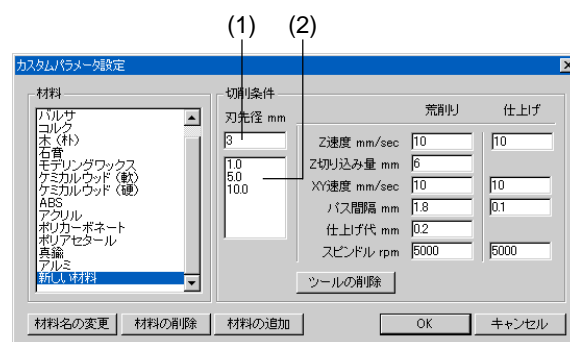 (1)
(2)
カスタムパラメータ設定
材料
バルサ
コルク
木（朴）
石膏
モデリングワックス
ケミカルウッド（軟）
ケミカルウッド（硬）
ABS
アクリル
ポリカーボネート
ポリアセタール
真鍮
アルミ
新しい材料
切削条件
刃先径 mm
3
1.0
5.0
10.0
荒削り 仕上げ
Z速度 mm/sec 10 10
Z切り込み量 mm 6
XY速度 mm/sec 10 10
パス間隔 mm 1.8 0.1
仕上げ代 mm 0.2
スピンドル rpm 5000 5000
ツールの削除
材料名の変更 材料の削除 材料の追加 OK キャンセル